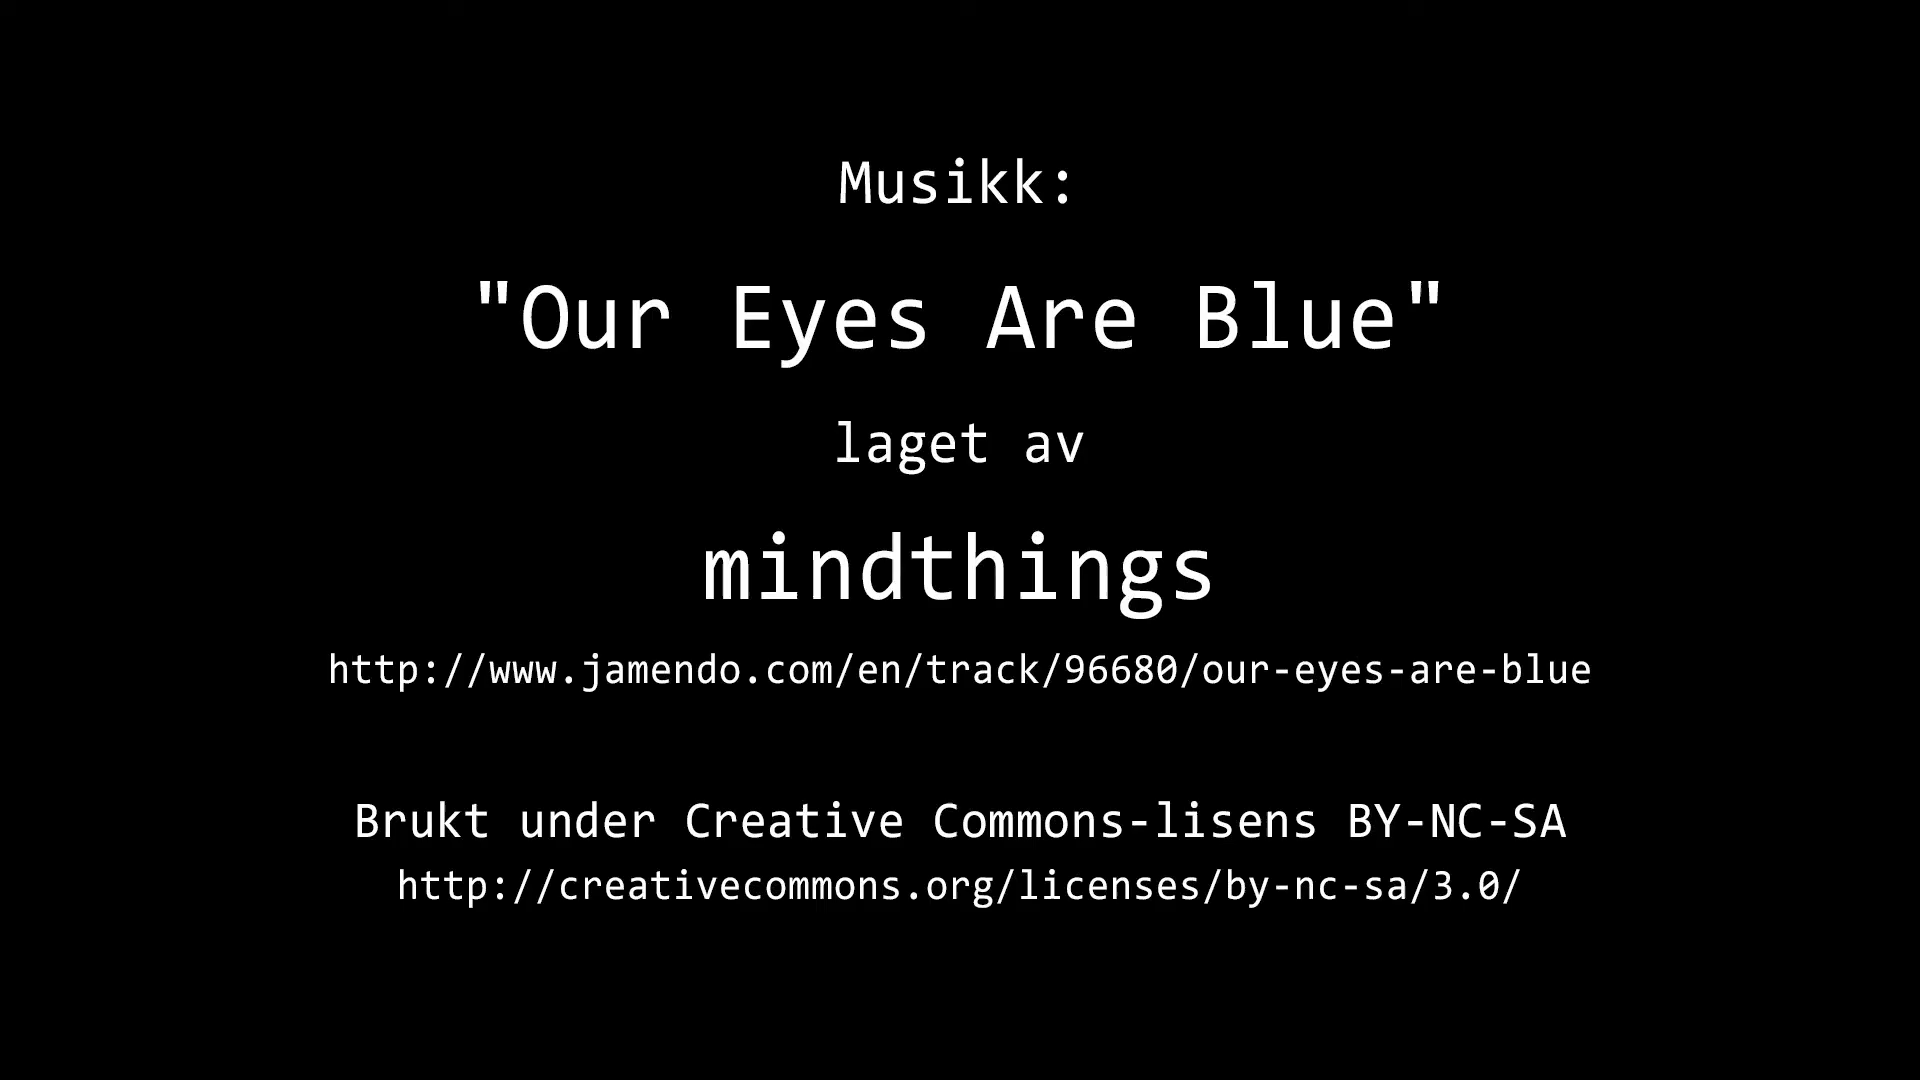 Musikk:
"Our Eyes Are Blue"
laget av
mindthings
http://www.jamendo.com/en/track/96680/our-eyes-are-blue
Brukt under Creative Commons-lisens BY-NC-SA
http://creativecommons.org/licenses/by-nc-sa/3.0/